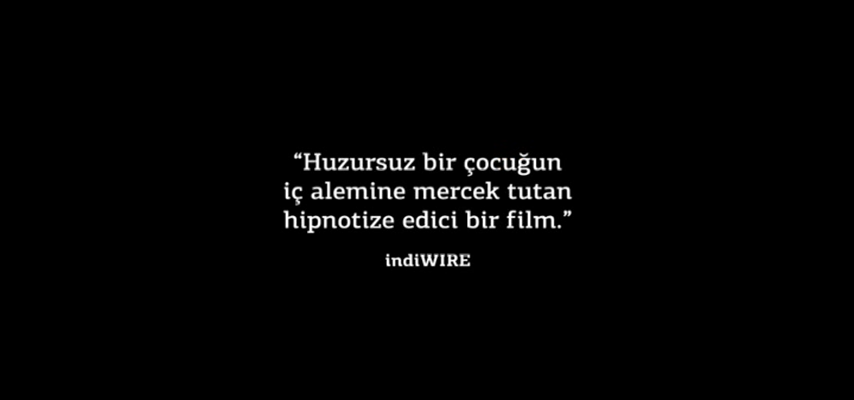 “Huzursuz bir çocuğun
iç alemine mercek tutan
hipnotize edici bir film.”
indiWIRE